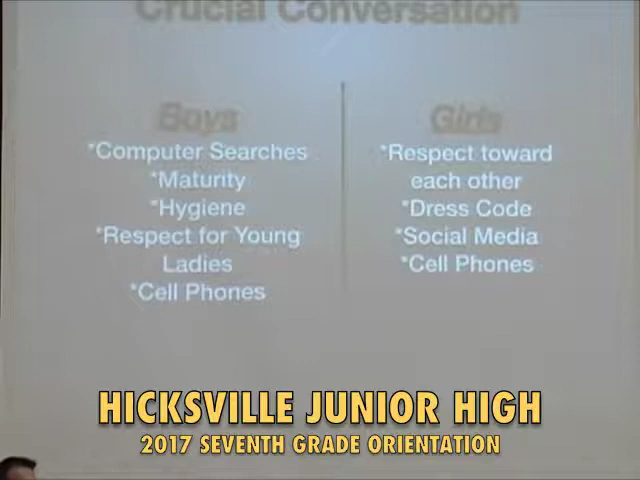 Crucial Conversation
Boys
*Computer Searches
*Maturity
*Hygiene
*Respect for Young
Ladies
*Cell Phones
Girls
*Respect toward
each other
*Dress Code
*Social Media
*Cell Phones
HICKSVILLE JUNIOR HIGH
2017 SEVENTH GRADE ORIENTATION